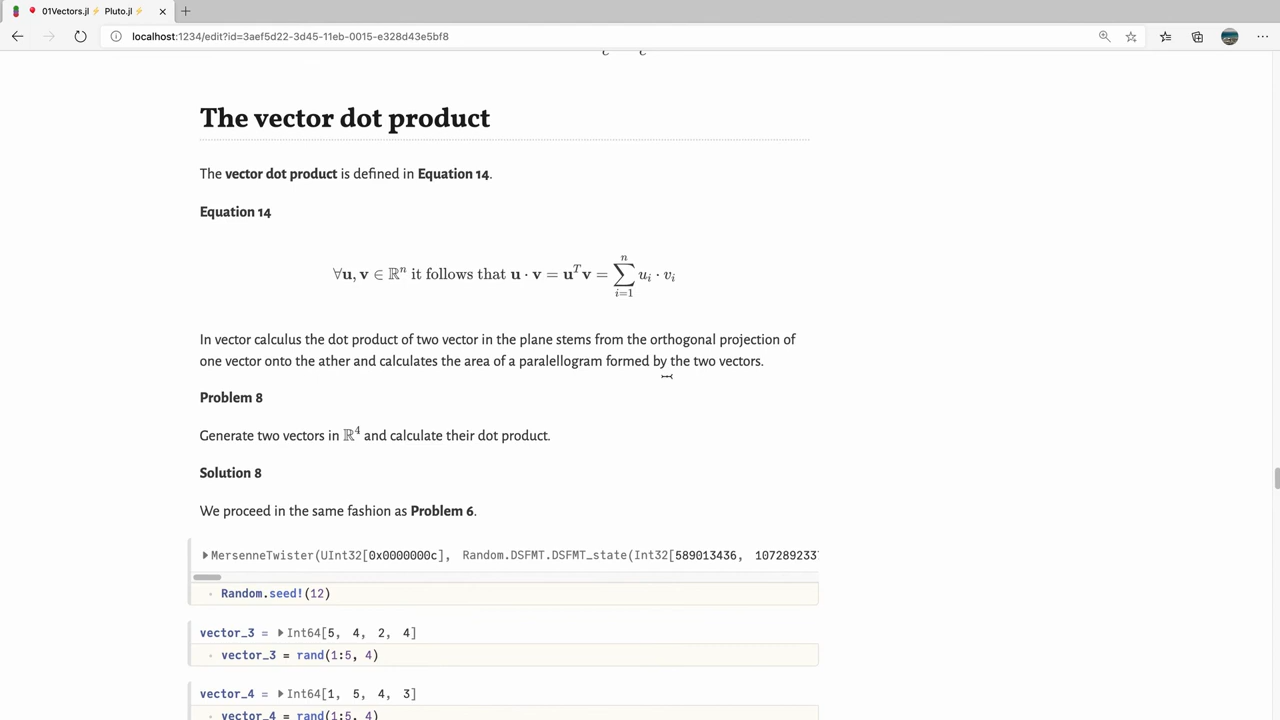 01Vectors.jl ⚡ Pluto.jl ⚡
localhost:1234/edit?id=3aef5d22-3d45-11eb-0015-e328d43e5bf8
c c
The vector dot product
The vector dot product is defined in Equation 14.
Equation 14
∀u, v ∈ ℝⁿ it follows that u · v = uᵀv = ∑ᵢ₌₁ⁿ uᵢ · vᵢ
In vector calculus the dot product of two vector in the plane stems from the orthogonal projection of
one vector onto the ather and calculates the area of a paralellogram formed by the two vectors.
Problem 8
Generate two vectors in ℝ⁴ and calculate their dot product.
Solution 8
We proceed in the same fashion as Problem 6.
MersenneTwister(UInt32[0x0000000c], Random.DSFMT.DSFMT_state(Int32[589013436, 107289233
Random.seed!(12)
vector_3 = Int64[5, 4, 2, 4]
vector_3 = rand(1:5, 4)
vector_4 = Int64[1, 5, 4, 3]
vector_4 = rand(1:5, 4)